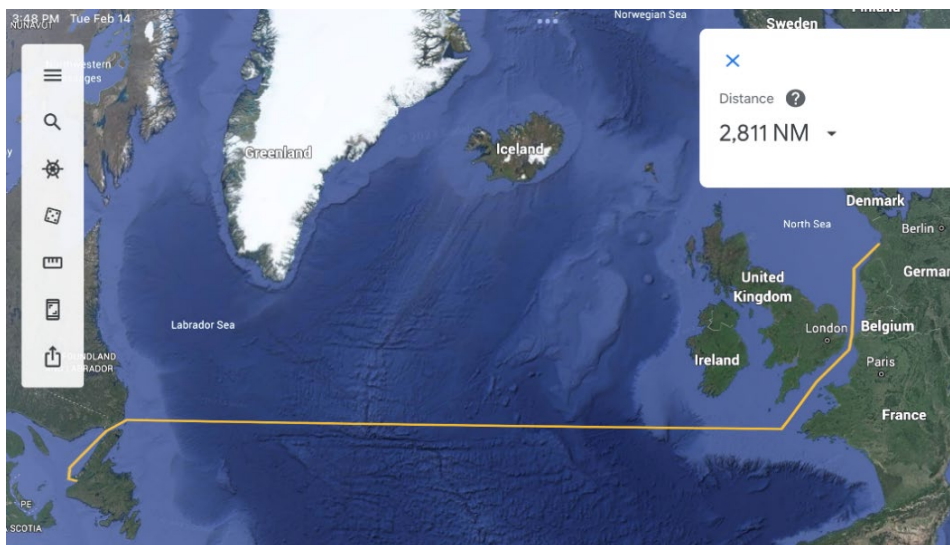 3:48 PM Tue Feb 14
NUNAVUT
Norwegian Sea
Sweden
Distance
2,811 NM
Greenland
Iceland
Denmark
North Sea
Berlin
German
United
Kingdom
Labrador Sea
London
Belgium
Ireland
Paris
LABRADOR
France
PE
SCOTIA